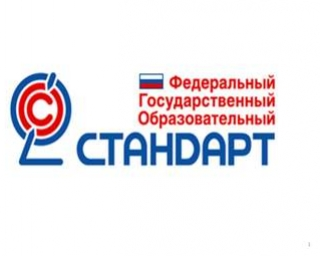 Федеральный
Государственный
Образовательный
СТАНДАРТ